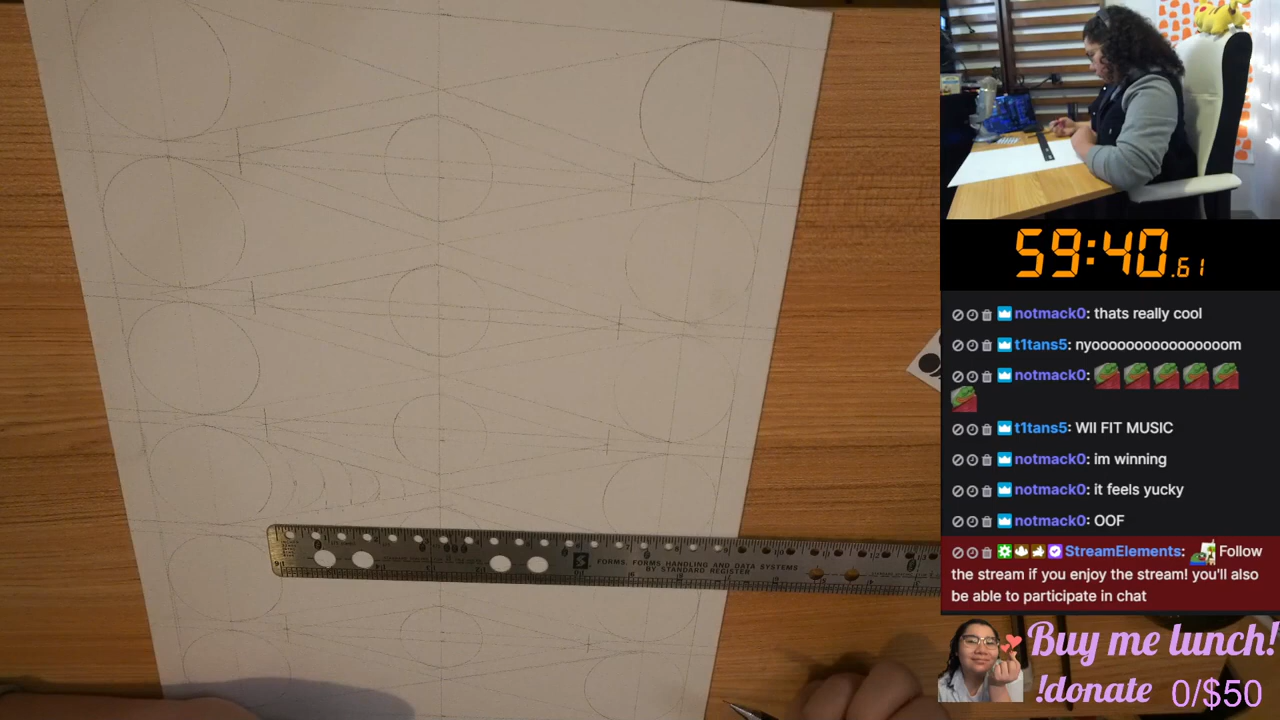 59:40.61
notmack0: thats really cool
t1tans5: nyooooooooooooooom
notmack0:
t1tans5: WII FIT MUSIC
notmack0: im winning
notmack0: it feels yucky
notmack0: OOF
StreamElements: Follow
the stream if you enjoy the stream! you'll also
be able to participate in chat
Buy me lunch!
!donate 0/$50
FORMS, FORMS HANDLING AND DATA SYSTEMS
BY STANDARD REGISTER